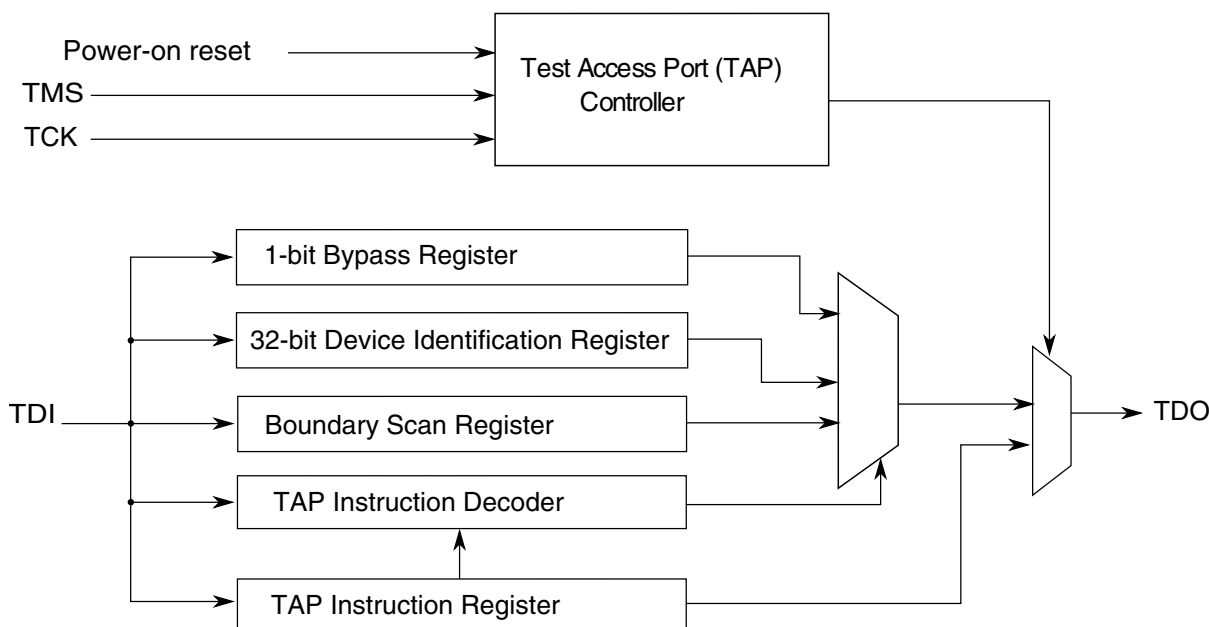 Power-on reset
TMS
TCK
Test Access Port (TAP)
Controller
1-bit Bypass Register
32-bit Device Identification Register
TDI
Boundary Scan Register
TDO
TAP Instruction Decoder
TAP Instruction Register